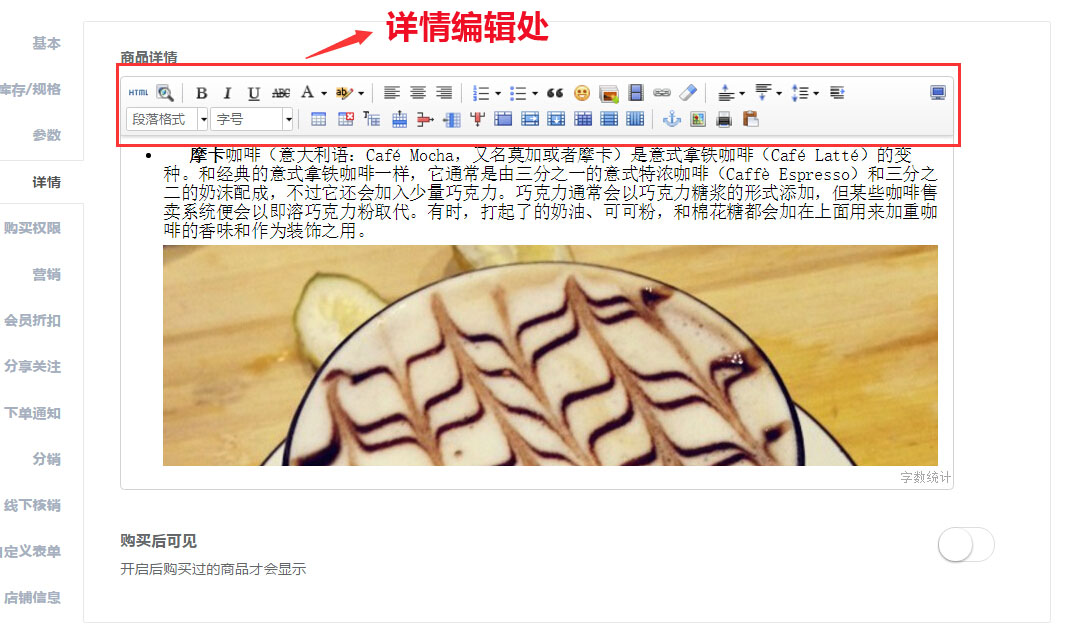 详情编辑处
基本
库存/规格
参数
详情
购买权限
营销
会员折扣
分享关注
下单通知
分销
线下核销
自定义表单
店铺信息
商品详情
HTML B I U ABC A ab
段落格式 字号
摩卡咖啡（意大利语：Café Mocha，又名莫加或者摩卡）是意式拿铁咖啡（Café Latté）的变
种。和经典的意式拿铁咖啡一样，它通常是由三分之一的意式特浓咖啡（Caffè Espresso）和三分之
二的奶沫配成，不过它还会加入少量巧克力。巧克力通常会以巧克力糖浆的形式添加，但某些咖啡售
卖系统便会以即溶巧克力粉取代。有时，打起了的奶油、可可粉，和棉花糖都会加在上面用来加重咖
啡的香味和作为装饰之用。
字数统计
购买后可见
开启后购买过的商品才会显示